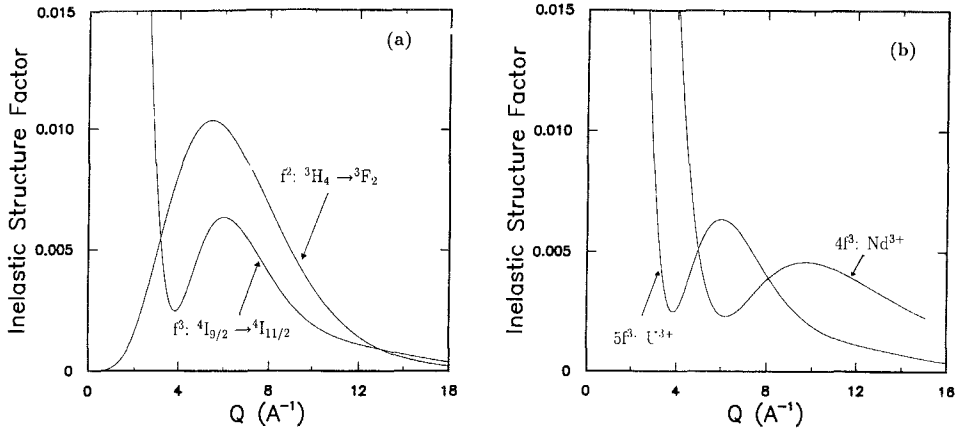 0.015
0.010
0.005
0
Inelastic Structure Factor
(a)
f²: ³H₄ → ³F₂
f³: ⁴I₉/₂ → ⁴I₁₁/₂
0 4 8 12 18
Q (A⁻¹)
0.015
0.010
0.005
0
Inelastic Structure Factor
(b)
4f³: Nd³⁺
5f³: U³⁺
0 4 8 12 16
Q (A⁻¹)